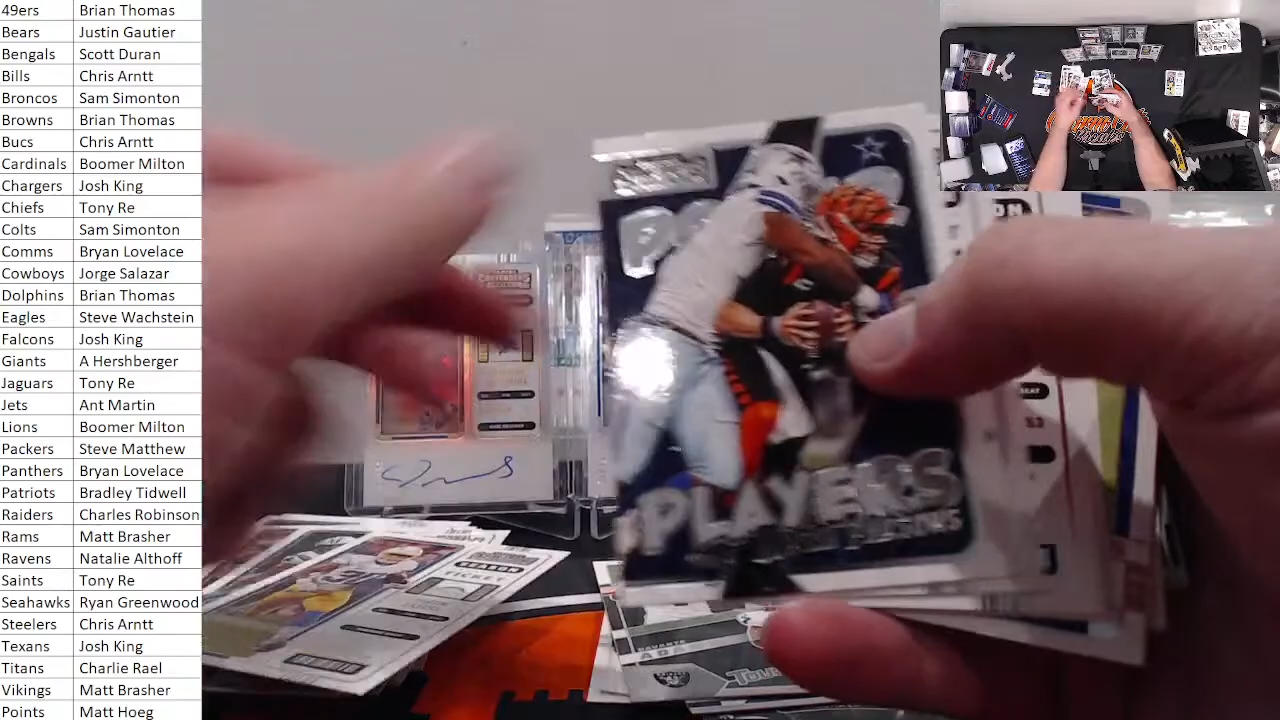 49ers Brian Thomas
Bears Justin Gautier
Bengals Scott Duran
Bills Chris Arntt
Broncos Sam Simonton
Browns Brian Thomas
Bucs Chris Arntt
Cardinals Boomer Milton
Chargers Josh King
Chiefs Tony Re
Colts Sam Simonton
Comms Bryan Lovelace
Cowboys Jorge Salazar
Dolphins Brian Thomas
Eagles Steve Wachstein
Falcons Josh King
Giants A Hershberger
Jaguars Tony Re
Jets Ant Martin
Lions Boomer Milton
Packers Steve Matthew
Panthers Bryan Lovelace
Patriots Bradley Tidwell
Raiders Charles Robinson
Rams Matt Brasher
Ravens Natalie Althoff
Saints Tony Re
Seahawks Ryan Greenwood
Steelers Chris Arntt
Texans Josh King
Titans Charlie Rael
Vikings Matt Brasher
Points Matt Hoeg
PLAYERS
SEASON
TICKET